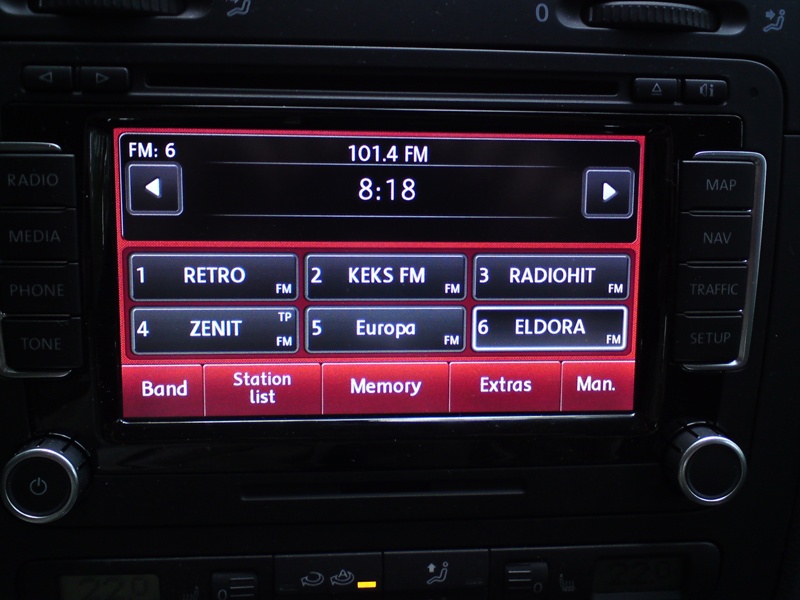 0
RADIO
MEDIA
PHONE
TONE
FM: 6
101.4 FM
8:18
1 RETRO FM
2 KEKS FM FM
3 RADIOHIT FM
4 ZENIT TP FM
5 Europa FM
6 ELDORA FM
Band
Station
list
Memory
Extras
Man.
MAP
NAV
TRAFFIC
SETUP